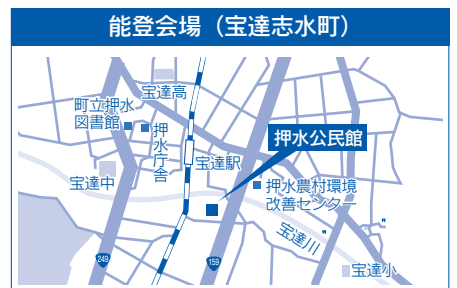 能登会場（宝達志水町）
宝達高
町立押水
図書館
押水庁舎
押水公民館
宝達駅
宝達中
押水農村環境
改善センター
宝達川
249
159
宝達小